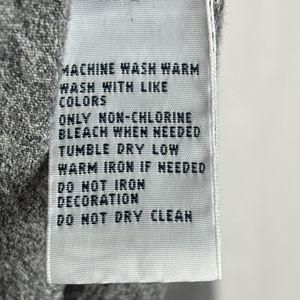 MACHINE WASH WARM
WASH WITH LIKE
COLORS
ONLY NON-CHLORINE
BLEACH WHEN NEEDED
TUMBLE DRY LOW
WARM IRON IF NEEDED
DO NOT IRON
DECORATION
DO NOT DRY CLEAN